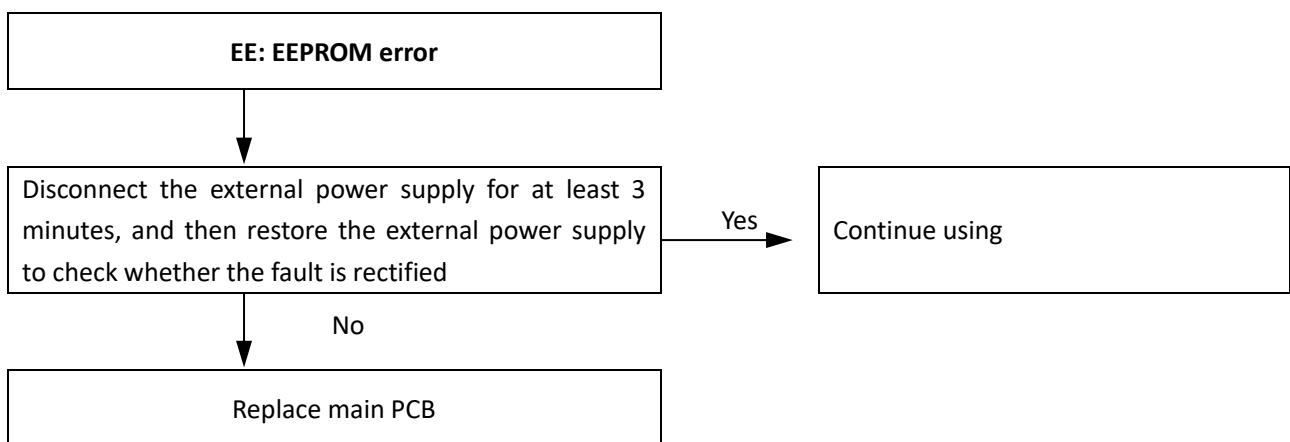 EE: EEPROM error
Disconnect the external power supply for at least 3
minutes, and then restore the external power supply
to check whether the fault is rectified
Yes
Continue using
No
Replace main PCB